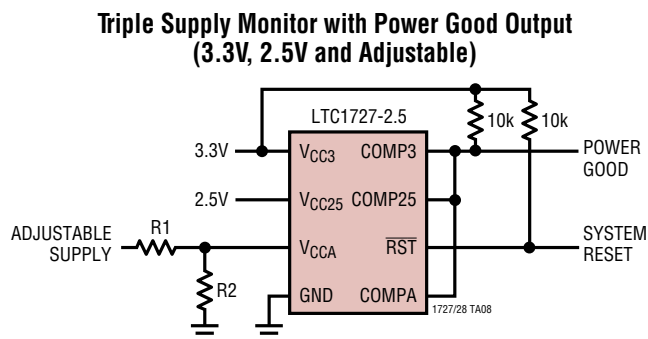 Triple Supply Monitor with Power Good Output
(3.3V, 2.5V and Adjustable)
LTC1727-2.5
10k
10k
3.3V
VCC3
COMP3
POWER
GOOD
2.5V
VCC25
COMP25
ADJUSTABLE
SUPPLY
R1
VCCA
RST
SYSTEM
RESET
R2
GND
COMPA
1727/28 TA08